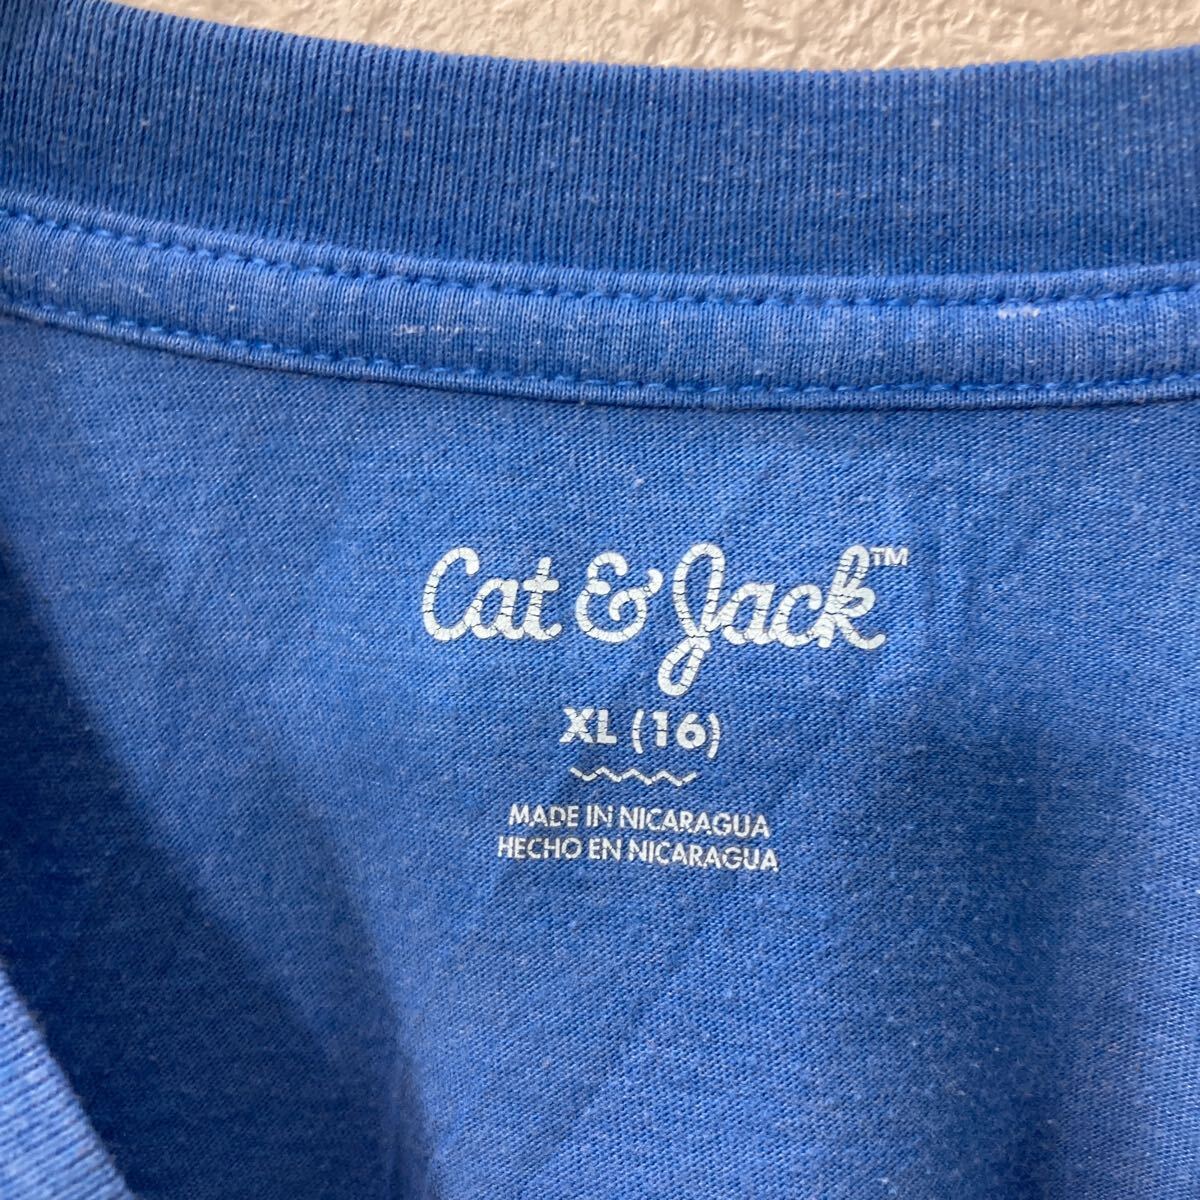 Cat & Jack™
XL (16)
MADE IN NICARAGUA
HECHO EN NICARAGUA